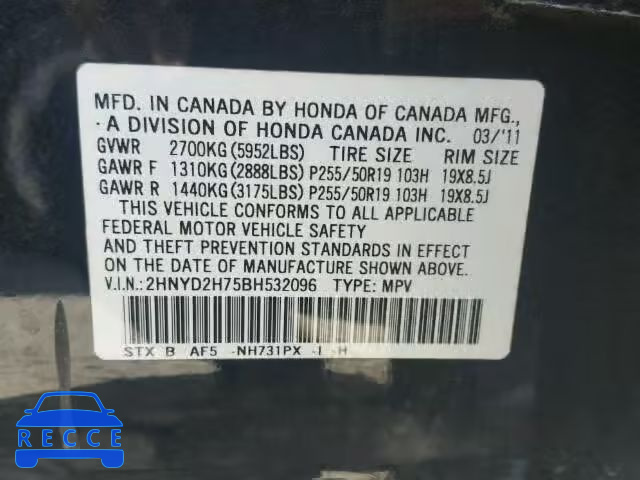 MFD. IN CANADA BY HONDA OF CANADA MFG.,
A DIVISION OF HONDA CANADA INC. 03/'11
GVWR 2700KG (5952LBS) TIRE SIZE RIM SIZE
GAWR F 1310KG (2888LBS) P255/50R19 103H 19X8.5J
GAWR R 1440KG (3175LBS) P255/50R19 103H 19X8.5J
THIS VEHICLE CONFORMS TO ALL APPLICABLE
FEDERAL MOTOR VEHICLE SAFETY
AND THEFT PREVENTION STANDARDS IN EFFECT
ON THE DATE OF MANUFACTURE SHOWN ABOVE.
V.I.N.: 2HNYD2H75BH532096 TYPE: MPV
STX B AF5 -NH731PX -I -H
BIDCEE